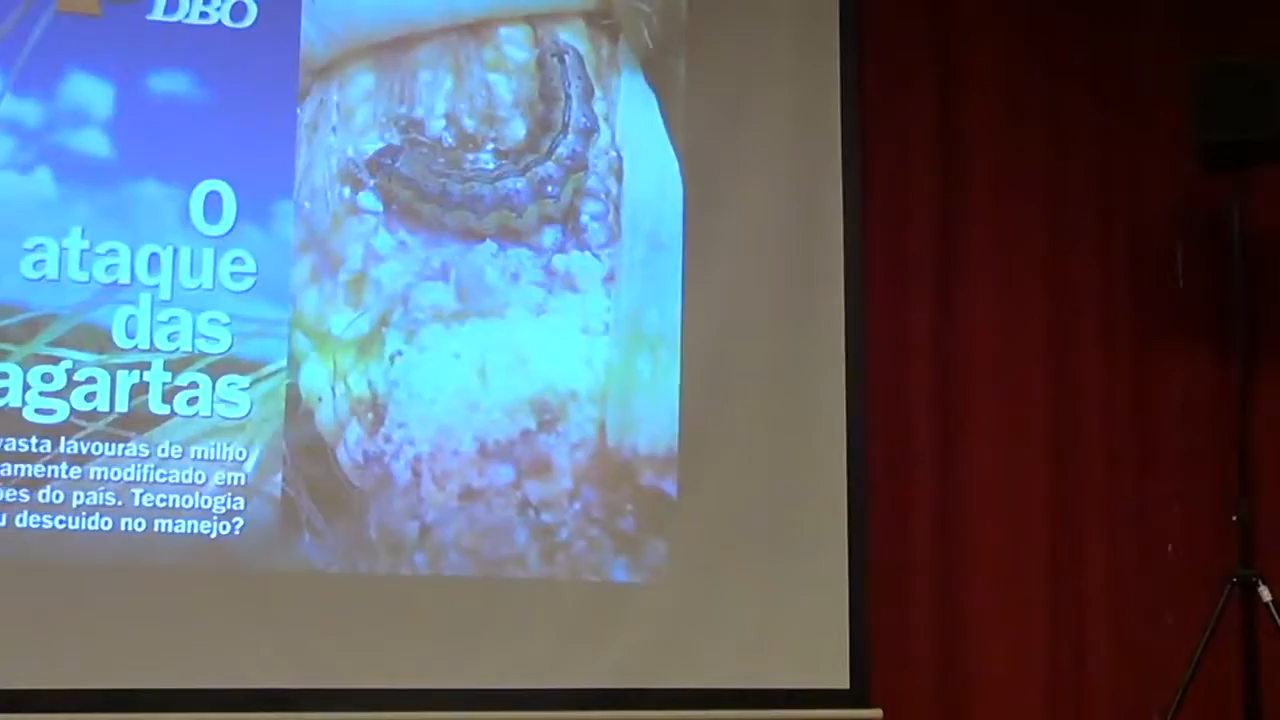 DBO
O
ataque
das
agartas
vasta lavouras de milho
amente modificado em
ões do país. Tecnologia
u descuido no manejo?